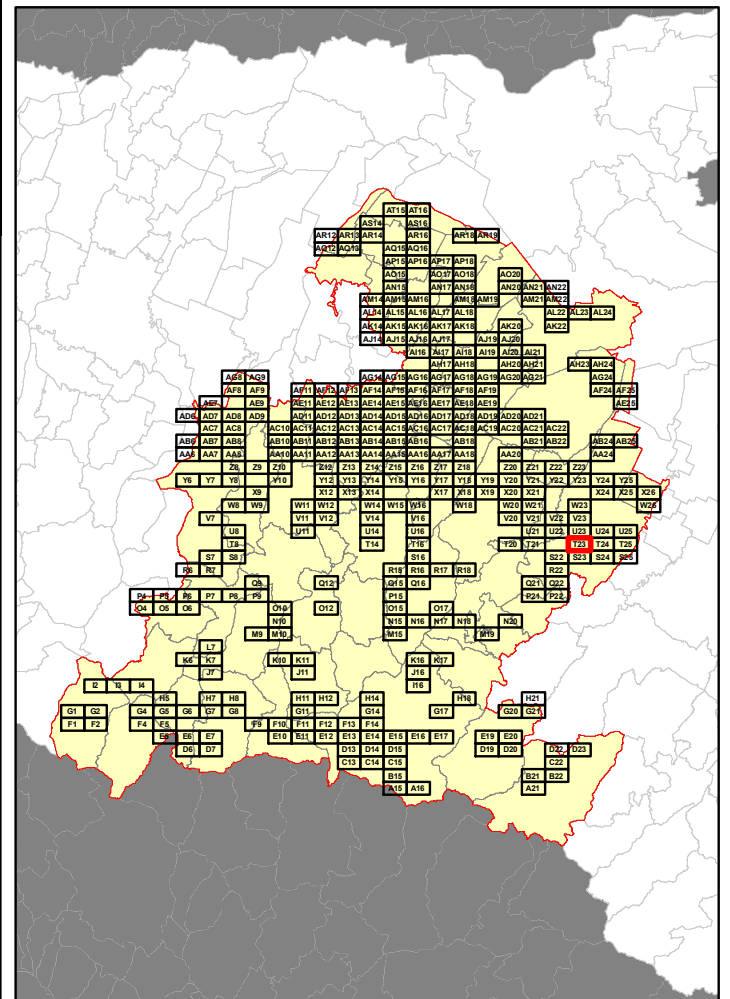 AT15 AT16
AS14 AS16
AR12 AR13 AR14 AR16 AR18 AR19
AQ12 AQ13 AQ15 AQ16
AP15 AP16 AP17 AP18
AO15 AO17 AO18 AO20
AN15 AN17 AN18 AN20 AN21 AN22
AM14 AM15 AM16 AM18 AM19 AM21 AM22
AL14 AL15 AL16 AL17 AL18 AL22 AL23 AL24
AK14 AK15 AK16 AK17 AK18 AK20 AK22
AJ14 AJ15 AJ16 AJ17 AJ19 AJ20
AI16 AI17 AI18 AI19 AI20 AI21
AH17 AH18 AH20 AH21 AH23 AH24
AG8 AG9 AG14 AG15 AG16 AG17 AG18 AG19 AG20 AG21 AG24
AF8 AF9 AF11 AF12 AF13 AF14 AF15 AF16 AF17 AF18 AF19 AF24 AF25
AE7 AE9 AE11 AE12 AE13 AE14 AE15 AE16 AE17 AE18 AE19 AE25
AD6 AD7 AD8 AD9 AD11 AD12 AD13 AD14 AD15 AD16 AD17 AD18 AD19 AD20 AD21
AC7 AC8 AC10 AC11 AC12 AC13 AC14 AC15 AC16 AC17 AC18 AC19 AC20 AC21 AC22
AB6 AB7 AB8 AB10 AB11 AB12 AB13 AB14 AB15 AB16 AB18 AB21 AB22 AB24 AB25
AA6 AA7 AA8 AA10 AA11 AA12 AA13 AA14 AA15 AA16 AA17 AA18 AA20 AA24
Z8 Z9 Z10 Z12 Z13 Z14 Z15 Z16 Z17 Z18 Z20 Z21 Z22 Z23
Y6 Y7 Y8 Y10 Y12 Y13 Y14 Y15 Y16 Y17 Y18 Y19 Y20 Y21 Y22 Y23 Y24 Y25
X9 X12 X13 X14 X17 X18 X19 X20 X21 X24 X25 X26
W8 W9 W11 W12 W14 W15 W16 W18 W20 W21 W23 W26
V7 V11 V12 V14 V16 V20 V21 V22 V23
U8 U11 U14 U16 U21 U22 U23 U24 U25
T8 T14 T16 T20 T21 T23 T24 T25
S7 S8 S16 S22 S23 S24 S25
R6 R7 R15 R16 R17 R18 R22
Q9 Q12 Q15 Q16 Q21 Q22
P4 P5 P6 P7 P8 P9 P15 P21 P22
O4 O5 O6 O10 O12 O15 O17
N10 N15 N16 N17 N18 N20
M9 M10 M15 M19
L7
K6 K7 K10 K11 K16 K17
J7 J11 J16
I2 I3 I4 I16
H5 H7 H8 H11 H12 H14 H18 H21
G1 G2 G4 G5 G6 G7 G8 G11 G14 G17 G20 G21
F1 F2 F4 F5 F9 F10 F11 F12 F13 F14
E5 E6 E7 E10 E11 E12 E13 E14 E15 E16 E17 E19 E20
D6 D7 D13 D14 D15 D19 D20 D22 D23
C13 C14 C15 C22
B15 B21 B22
A15 A16 A21